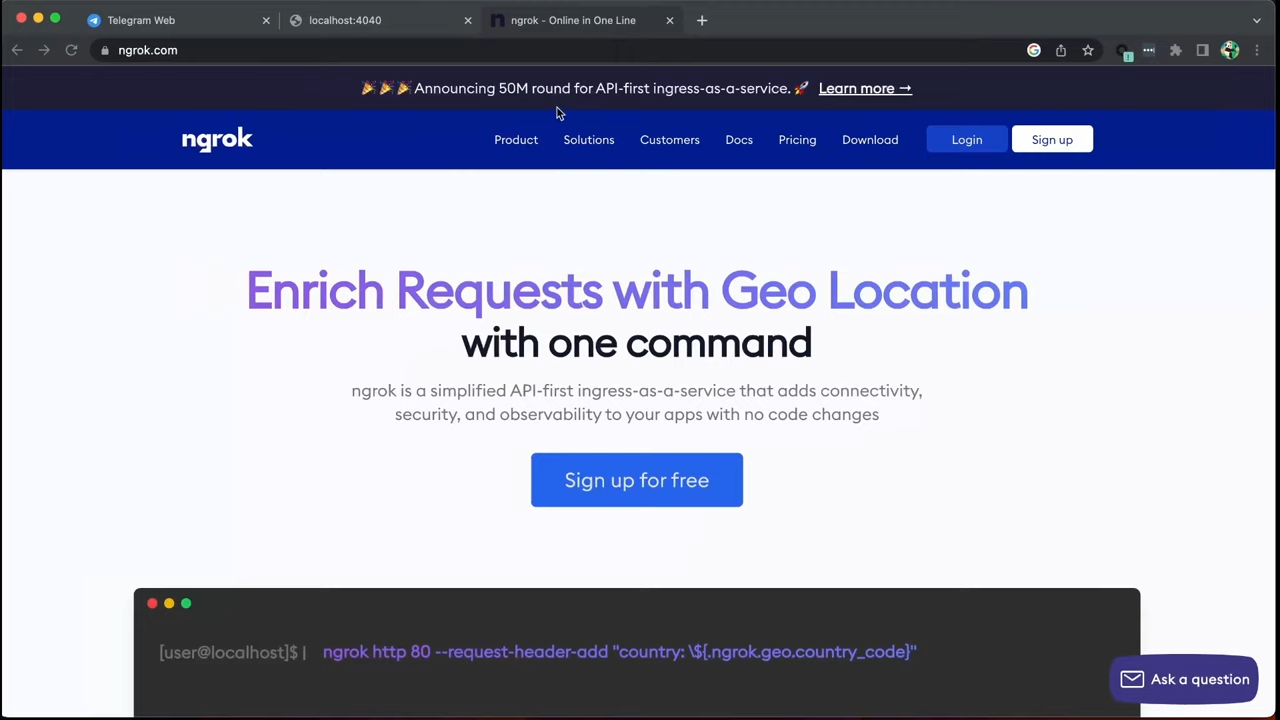 Telegram Web
localhost:4040
ngrok - Online in One Line
ngrok.com
🎉🎉🎉 Announcing 50M round for API-first ingress-as-a-service. 🚀 Learn more →
ngrok
Product
Solutions
Customers
Docs
Pricing
Download
Login
Sign up
Enrich Requests with Geo Location
with one command
ngrok is a simplified API-first ingress-as-a-service that adds connectivity,
security, and observability to your apps with no code changes
Sign up for free
[user@localhost]$ | ngrok http 80 --request-header-add "country: \${.ngrok.geo.country_code}"
Ask a question